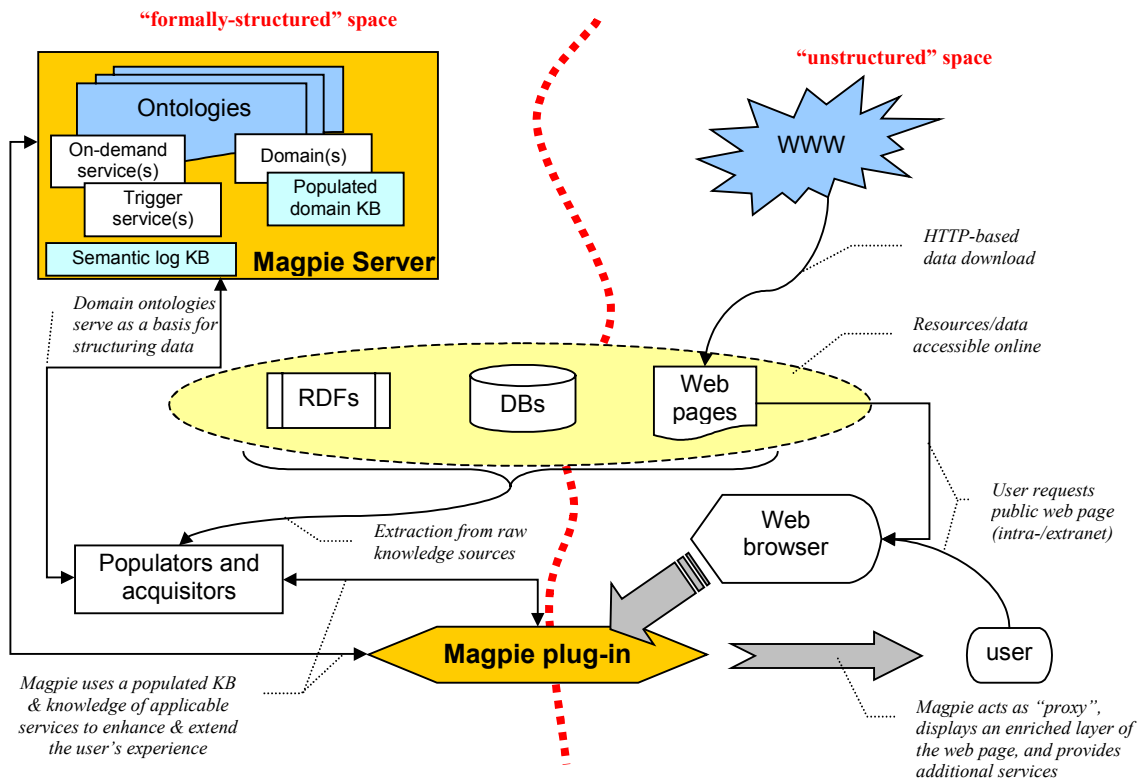 “formally-structured” space
“unstructured” space
Ontologies
On-demand
service(s)
Domain(s)
Trigger
service(s)
Populated
domain KB
Semantic log KB
Magpie Server
WWW
HTTP-based
data download
Domain ontologies
serve as a basis for
structuring data
Resources/data
accessible online
RDFs
DBs
Web
pages
Extraction from raw
knowledge sources
Web
browser
User requests
public web page
(intra-/extranet)
Populators and
acquisitors
Magpie plug-in
user
Magpie uses a populated KB
& knowledge of applicable
services to enhance & extend
the user’s experience
Magpie acts as “proxy”,
displays an enriched layer of
the web page, and provides
additional services